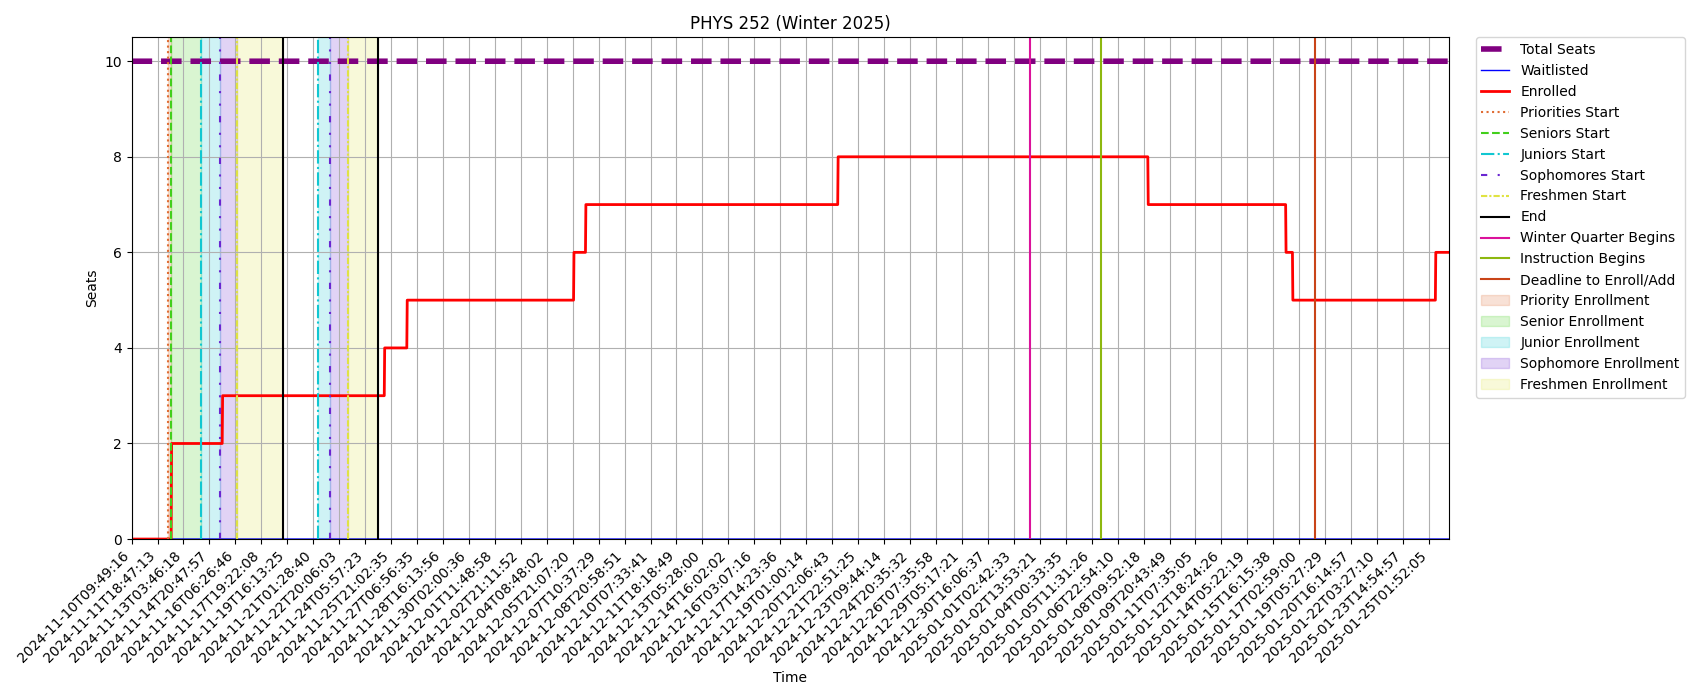 PHYS 252 (Winter 2025)
Seats
10
8
6
4
2
0
2024-11-10T09:49:16
2024-11-11T18:47:13
2024-11-13T03:46:18
2024-11-14T20:47:57
2024-11-16T06:26:46
2024-11-17T19:22:08
2024-11-19T16:13:25
2024-11-21T01:28:40
2024-11-22T20:06:03
2024-11-24T05:57:23
2024-11-25T21:02:35
2024-11-27T06:56:35
2024-11-28T16:13:56
2024-11-30T02:00:36
2024-12-01T11:48:58
2024-12-02T21:11:52
2024-12-04T08:48:02
2024-12-05T21:07:20
2024-12-07T10:37:29
2024-12-08T20:58:51
2024-12-10T07:33:41
2024-12-11T18:18:49
2024-12-13T05:28:00
2024-12-14T16:02:02
2024-12-16T03:07:16
2024-12-17T14:23:36
2024-12-19T01:00:14
2024-12-20T12:06:43
2024-12-21T22:51:25
2024-12-23T09:44:14
2024-12-24T20:35:32
2024-12-26T07:35:58
2024-12-29T05:17:21
2024-12-30T16:06:37
2025-01-01T02:42:33
2025-01-02T13:53:21
2025-01-04T00:33:35
2025-01-05T11:31:26
2025-01-06T22:54:10
2025-01-08T09:52:18
2025-01-09T20:43:49
2025-01-11T07:35:05
2025-01-12T18:24:26
2025-01-14T05:22:19
2025-01-15T16:15:38
2025-01-17T02:59:00
2025-01-19T05:27:29
2025-01-20T16:14:57
2025-01-22T03:27:10
2025-01-23T14:54:57
2025-01-25T01:52:05
Time
Total Seats
Waitlisted
Enrolled
Priorities Start
Seniors Start
Juniors Start
Sophomores Start
Freshmen Start
End
Winter Quarter Begins
Instruction Begins
Deadline to Enroll/Add
Priority Enrollment
Senior Enrollment
Junior Enrollment
Sophomore Enrollment
Freshmen Enrollment